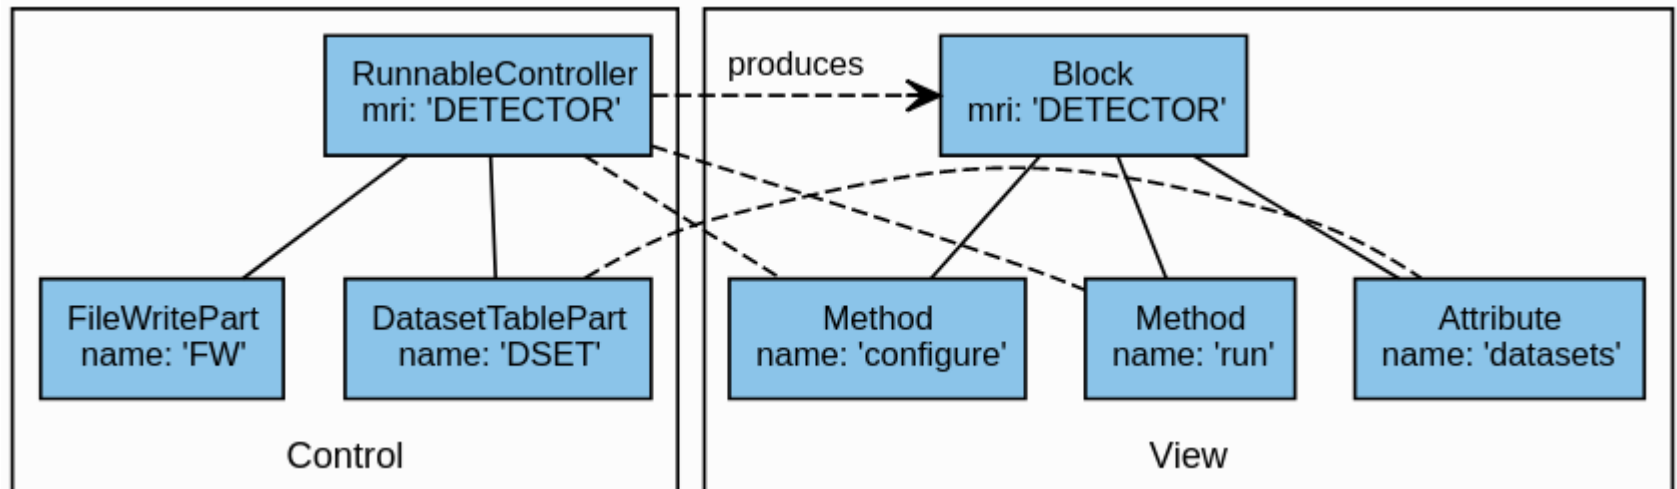 RunnableController
mri: 'DETECTOR'
produces
Block
mri: 'DETECTOR'
FileWritePart
name: 'FW'
DatasetTablePart
name: 'DSET'
Method
name: 'configure'
Method
name: 'run'
Attribute
name: 'datasets'
Control
View